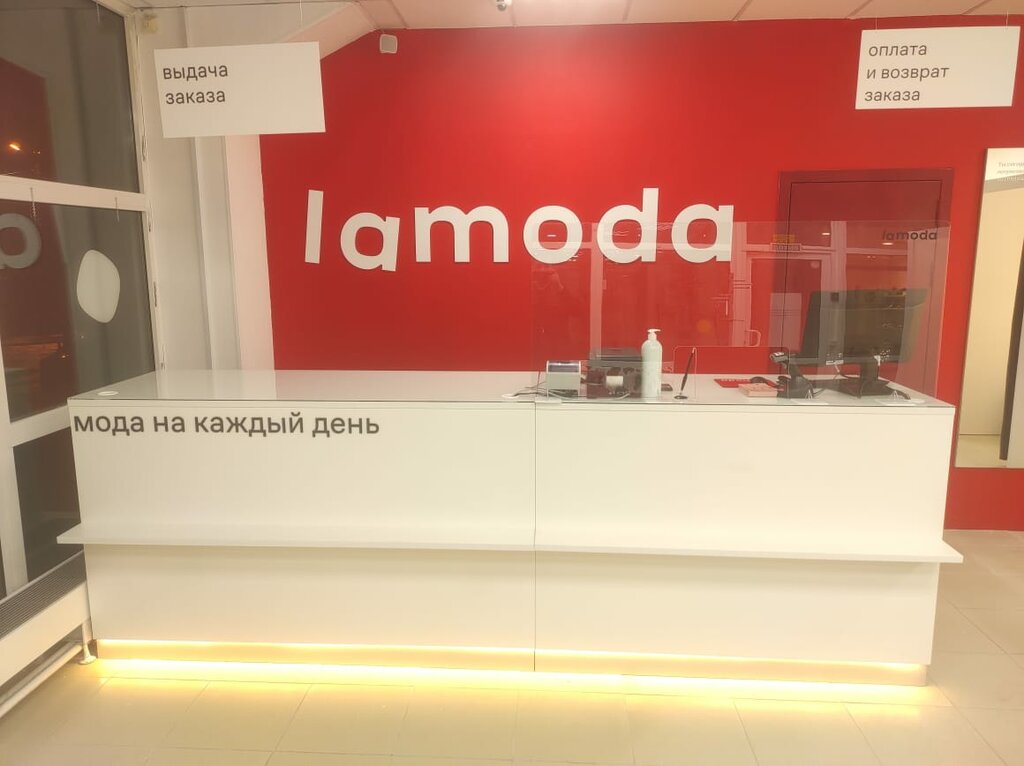 выдача
заказа
оплата
и возврат
заказа
lamoda
lamoda
мода на каждый день